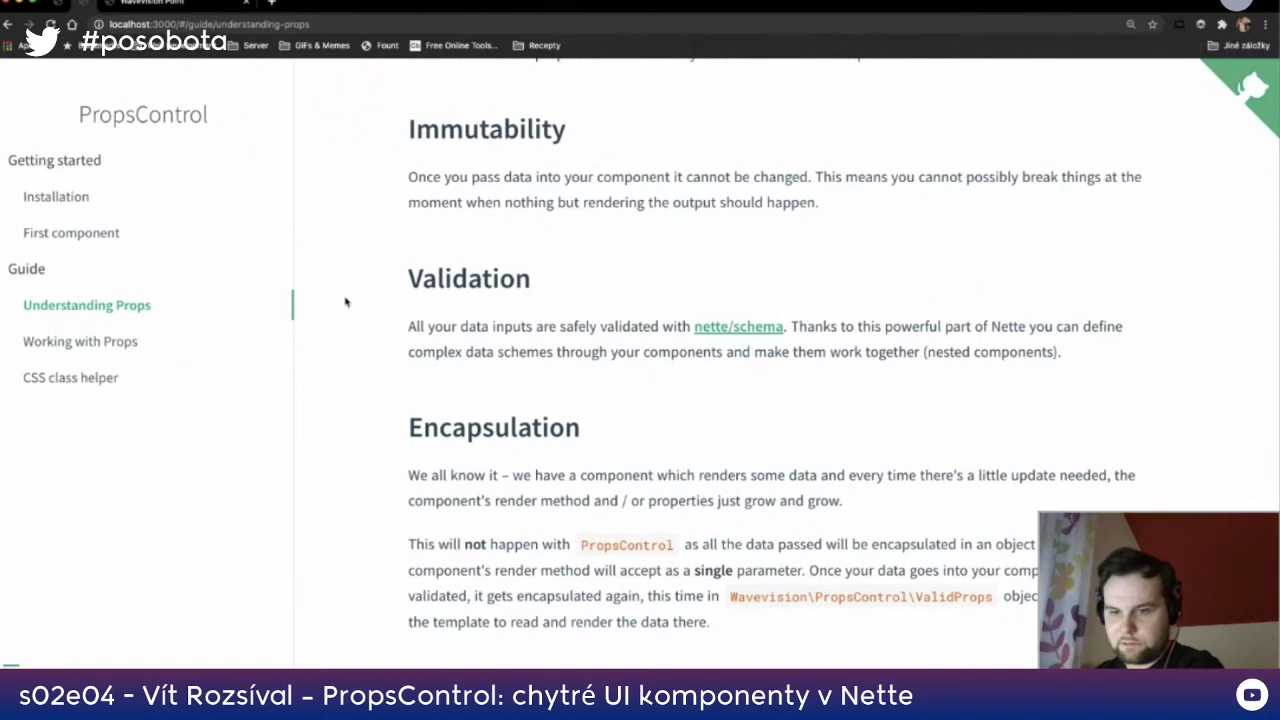 Wavevision Point
localhost:3000/#/guide/understanding-props
#posobota
Server
GIFs & Memes
Fount
Free Online Tools...
Recepty
Jiné záložky
PropsControl
Getting started
Installation
First component
Guide
Understanding Props
Working with Props
CSS class helper
Immutability
Once you pass data into your component it cannot be changed. This means you cannot possibly break things at the
moment when nothing but rendering the output should happen.
Validation
All your data inputs are safely validated with nette/schema. Thanks to this powerful part of Nette you can define
complex data schemes through your components and make them work together (nested components).
Encapsulation
We all know it – we have a component which renders some data and every time there's a little update needed, the
component's render method and / or properties just grow and grow.
This will not happen with PropsControl as all the data passed will be encapsulated in an object
component's render method will accept as a single parameter. Once your data goes into your comp
validated, it gets encapsulated again, this time in Wavevision\PropsControl\ValidProps objec
the template to read and render the data there.
s02e04 - Vít Rozsíval - PropsControl: chytré UI komponenty v Nette